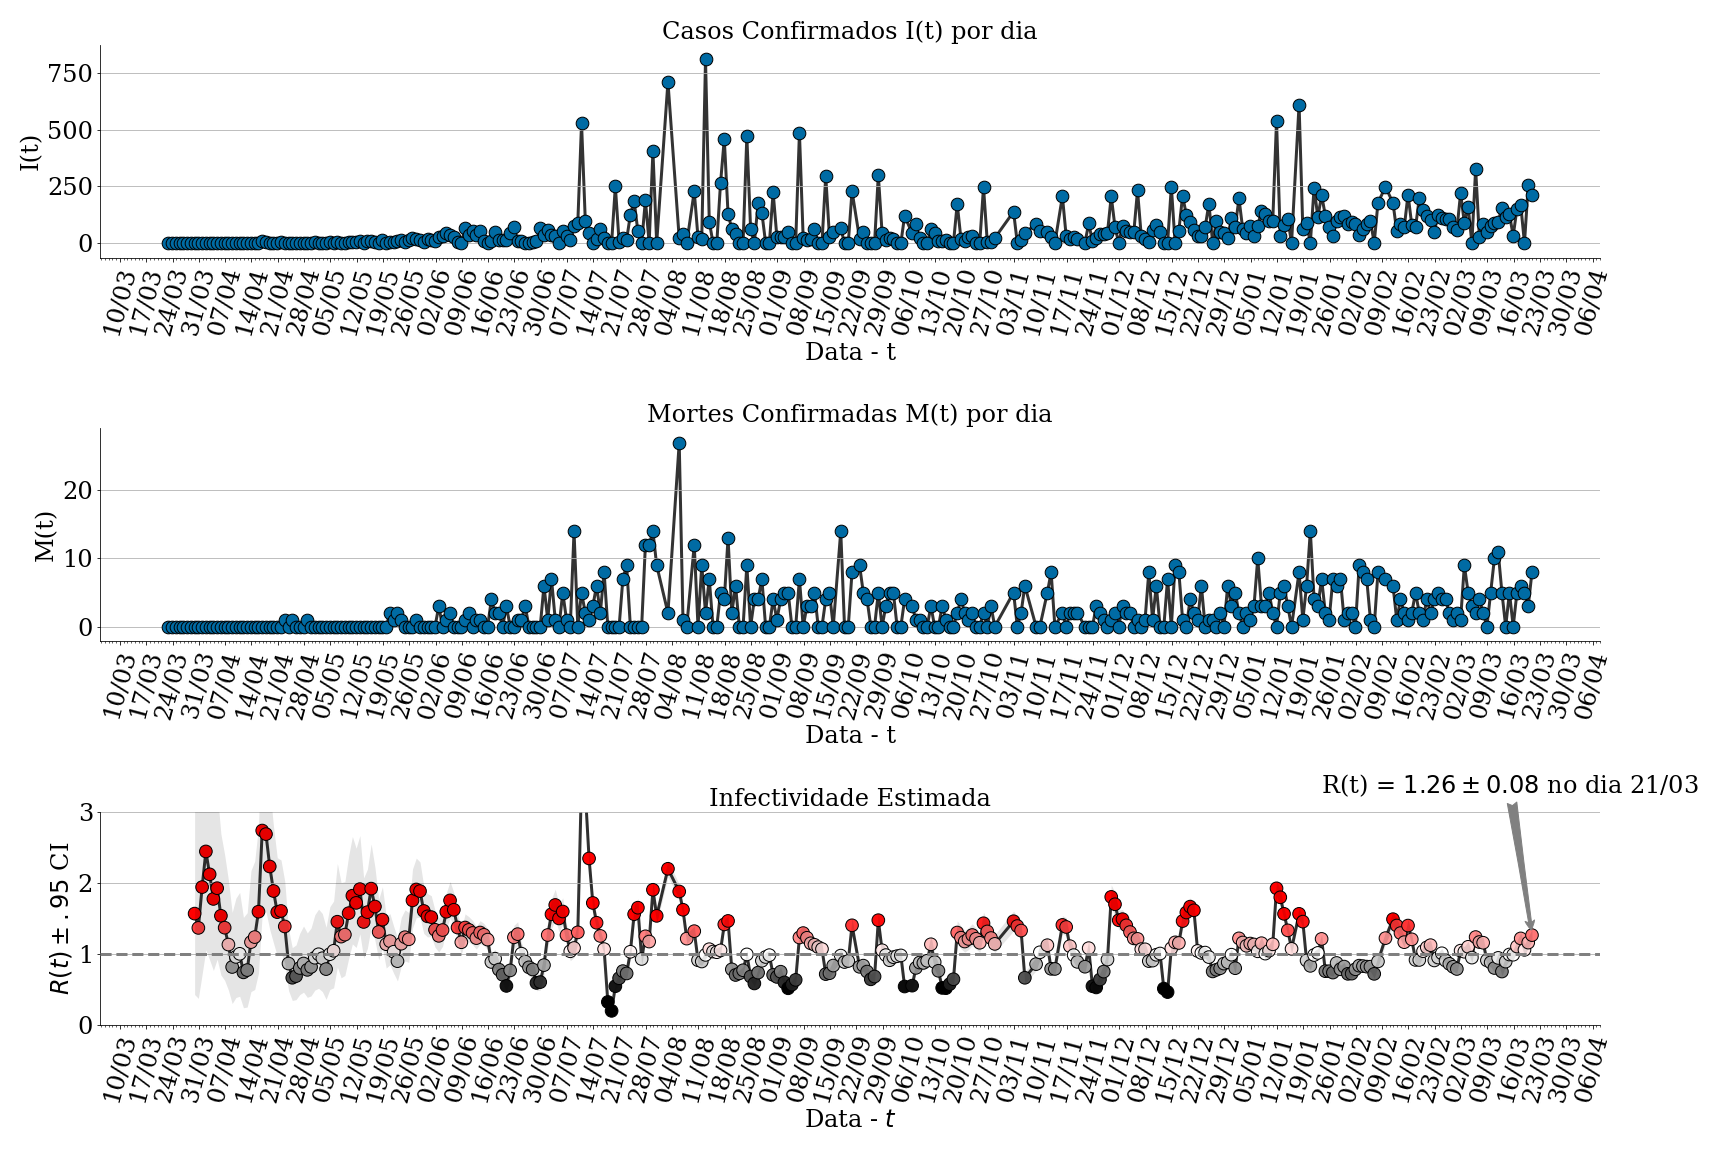 Casos Confirmados I(t) por dia
750
500
250
0
I(t)
10/03 17/03 24/03 31/03 07/04 14/04 21/04 28/04 05/05 12/05 19/05 26/05 02/06 09/06 16/06 23/06 30/06 07/07 14/07 21/07 28/07 04/08 11/08 18/08 25/08 01/09 08/09 15/09 22/09 29/09 06/10 13/10 20/10 27/10 03/11 10/11 17/11 24/11 01/12 08/12 15/12 22/12 29/12 05/01 12/01 19/01 26/01 02/02 09/02 16/02 23/02 02/03 09/03 16/03 23/03 30/03 06/04
Data - t
Mortes Confirmadas M(t) por dia
20
10
0
M(t)
10/03 17/03 24/03 31/03 07/04 14/04 21/04 28/04 05/05 12/05 19/05 26/05 02/06 09/06 16/06 23/06 30/06 07/07 14/07 21/07 28/07 04/08 11/08 18/08 25/08 01/09 08/09 15/09 22/09 29/09 06/10 13/10 20/10 27/10 03/11 10/11 17/11 24/11 01/12 08/12 15/12 22/12 29/12 05/01 12/01 19/01 26/01 02/02 09/02 16/02 23/02 02/03 09/03 16/03 23/03 30/03 06/04
Data - t
R(t) = 1.26 ± 0.08 no dia 21/03
Infectividade Estimada
3
2
1
0
R(t) ± .95 CI
10/03 17/03 24/03 31/03 07/04 14/04 21/04 28/04 05/05 12/05 19/05 26/05 02/06 09/06 16/06 23/06 30/06 07/07 14/07 21/07 28/07 04/08 11/08 18/08 25/08 01/09 08/09 15/09 22/09 29/09 06/10 13/10 20/10 27/10 03/11 10/11 17/11 24/11 01/12 08/12 15/12 22/12 29/12 05/01 12/01 19/01 26/01 02/02 09/02 16/02 23/02 02/03 09/03 16/03 23/03 30/03 06/04
Data - t